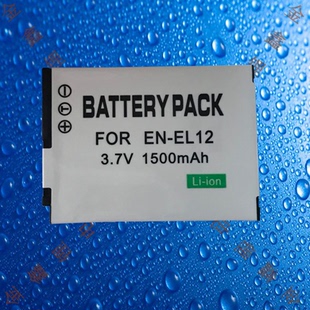 BATTERY PACK
FOR EN-EL12
3.7V 1500mAh
Li-ion